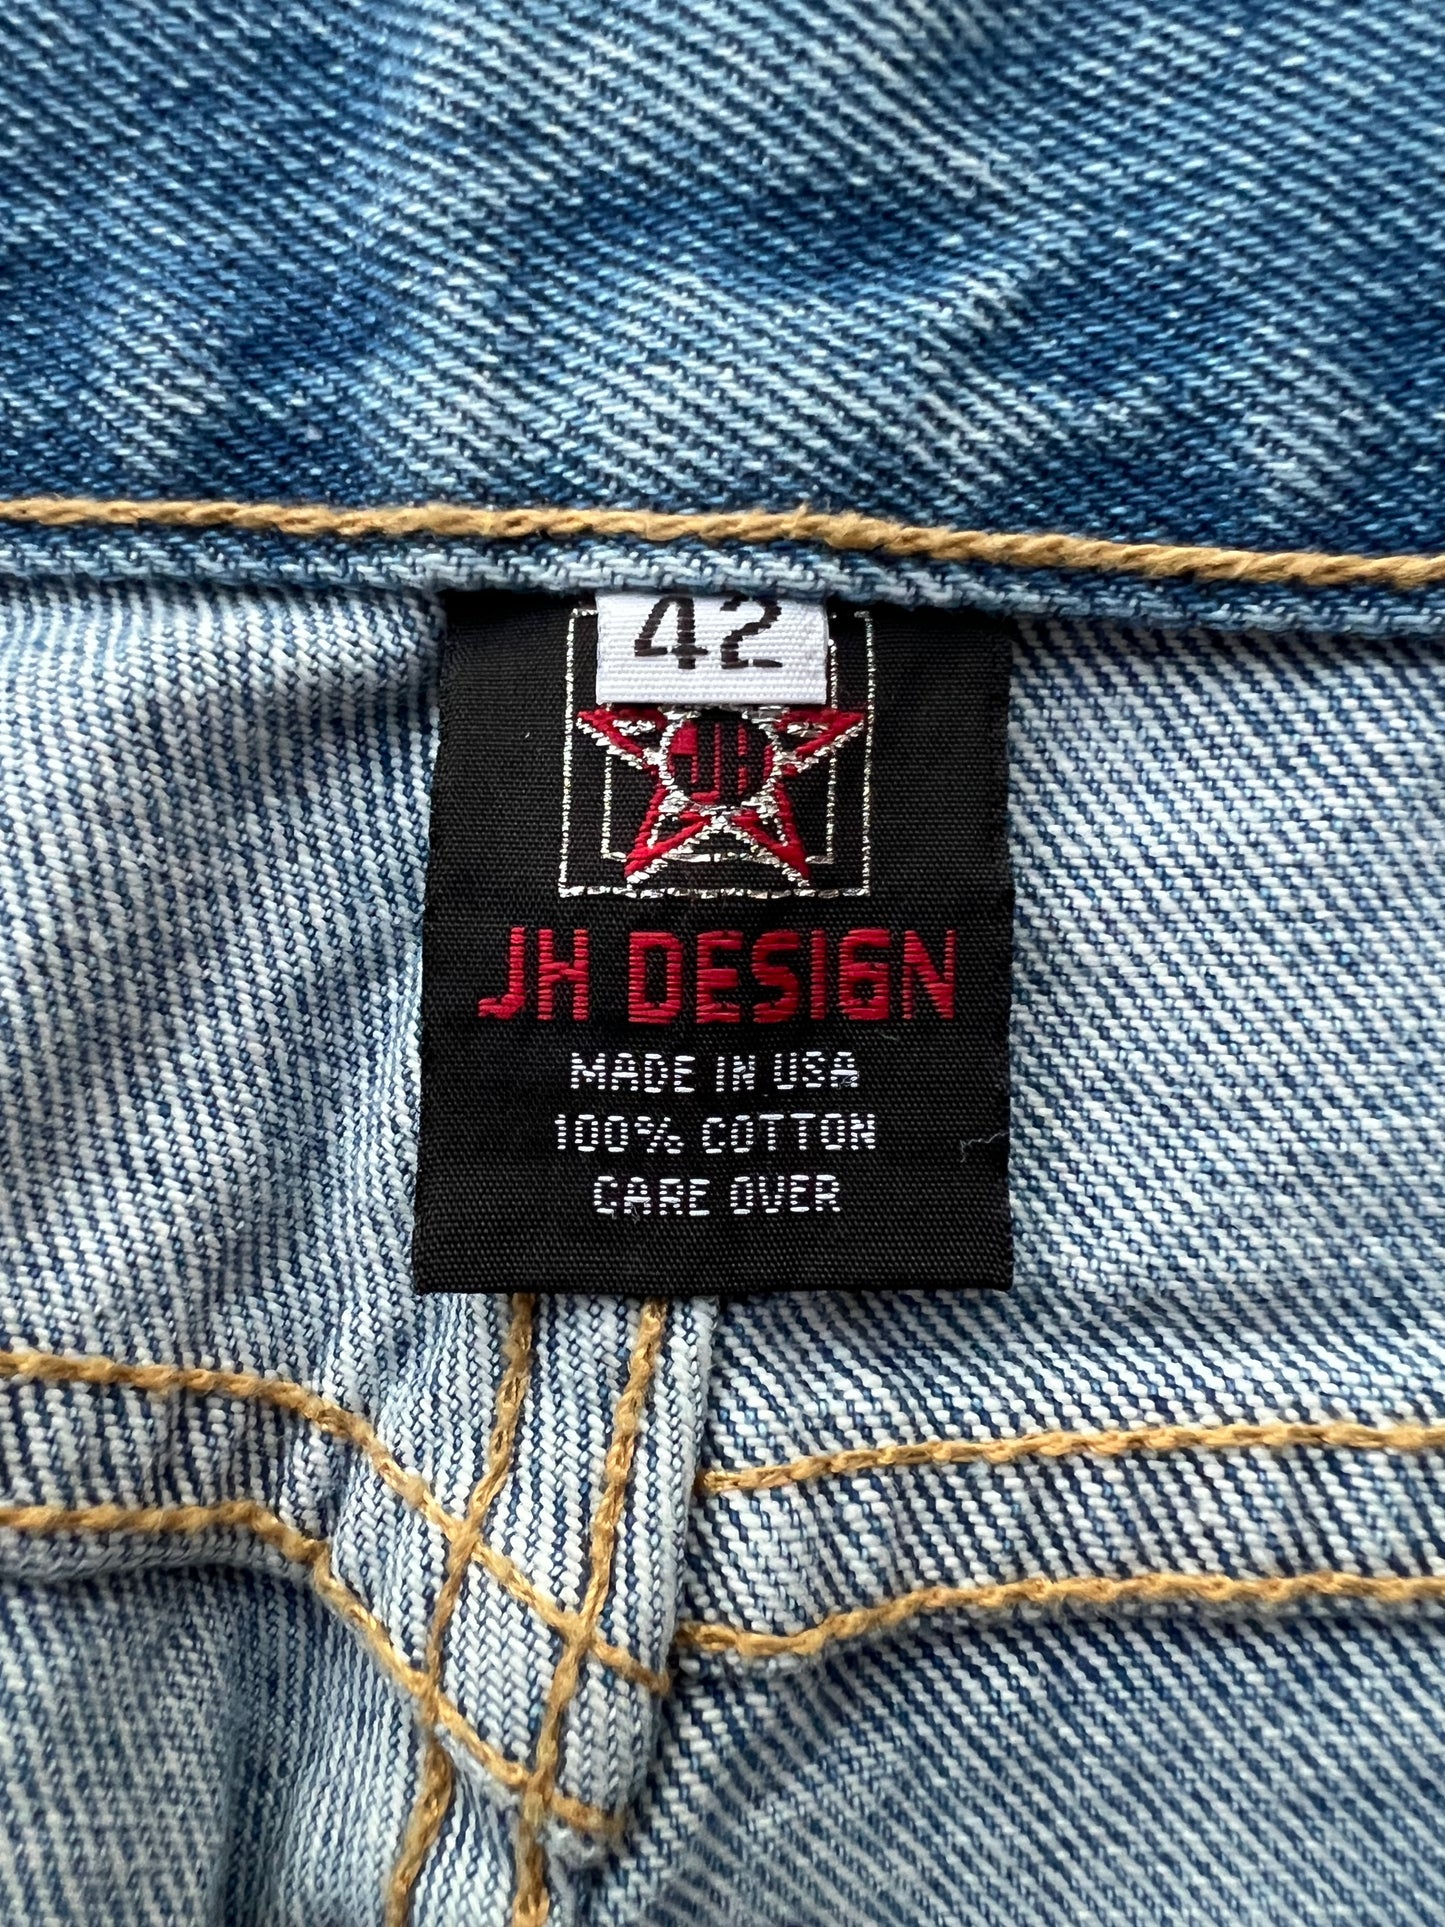 42
JH
JH DESIGN
MADE IN USA
100% COTTON
CARE OVER